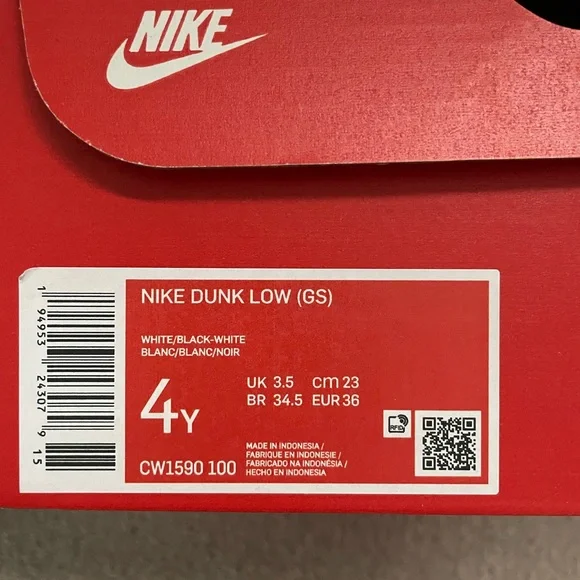 NIKE
NIKE DUNK LOW (GS)
WHITE/BLACK-WHITE
BLANC/BLANC/NOIR
4Y
UK 3.5 cm 23
BR 34.5 EUR 36
RFID
CW1590 100
MADE IN INDONESIA /
FABRIQUE EN INDONESIE /
FABRICADO NA INDONÉSIA /
HECHO EN INDONESIA
1 94953 24307 9 15